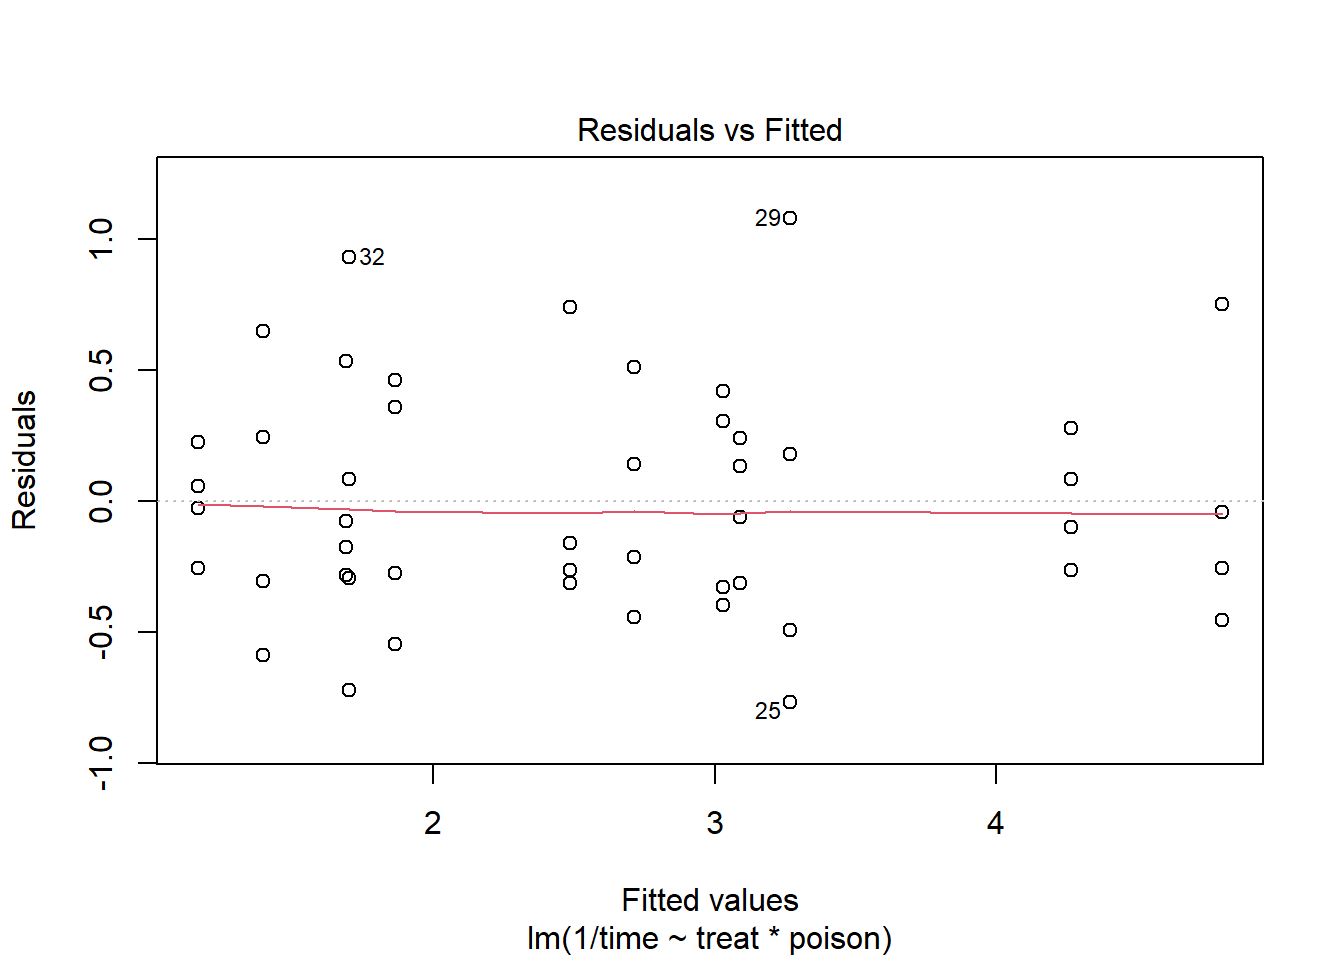 Residuals vs Fitted
Residuals
1.0
0.5
0.0
-0.5
-1.0
29
32
25
2 3 4
Fitted values
lm(1/time ~ treat * poison)